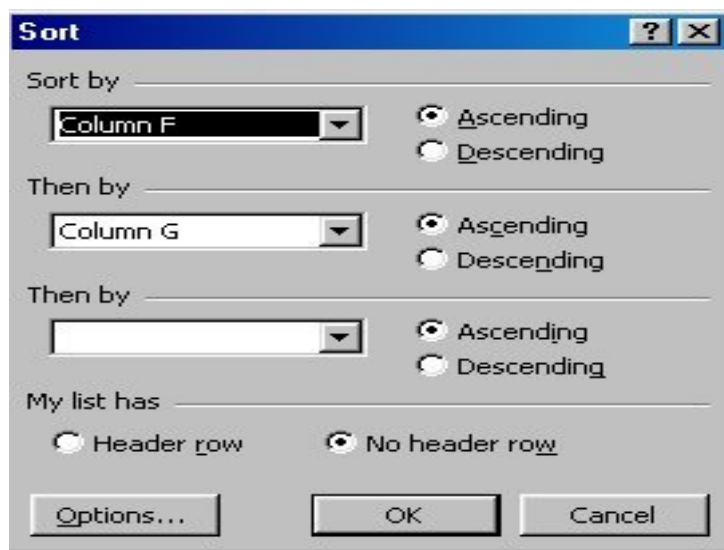 Sort
Sort by
Column F
Ascending
Descending
Then by
Column G
Ascending
Descending
Then by
Ascending
Descending
My list has
Header row
No header row
Options...
OK
Cancel